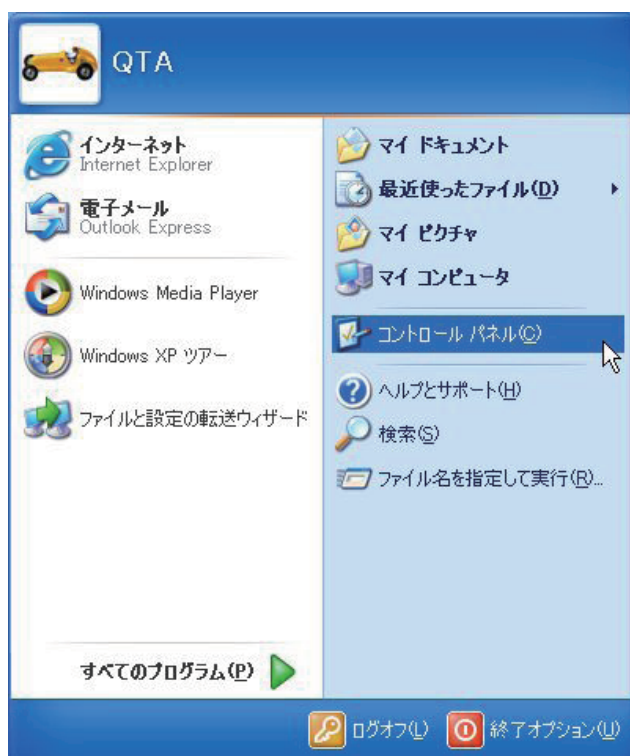 QTA
インターネット
Internet Explorer
電子メール
Outlook Express
Windows Media Player
Windows XP ツアー
ファイルと設定の転送ウィザード
すべてのプログラム(P)
マイ ドキュメント
最近使ったファイル(D)
マイ ピクチャ
マイ コンピュータ
コントロール パネル(C)
ヘルプとサポート(H)
検索(S)
ファイル名を指定して実行(R)...
ログオフ(L)
終了オプション(U)